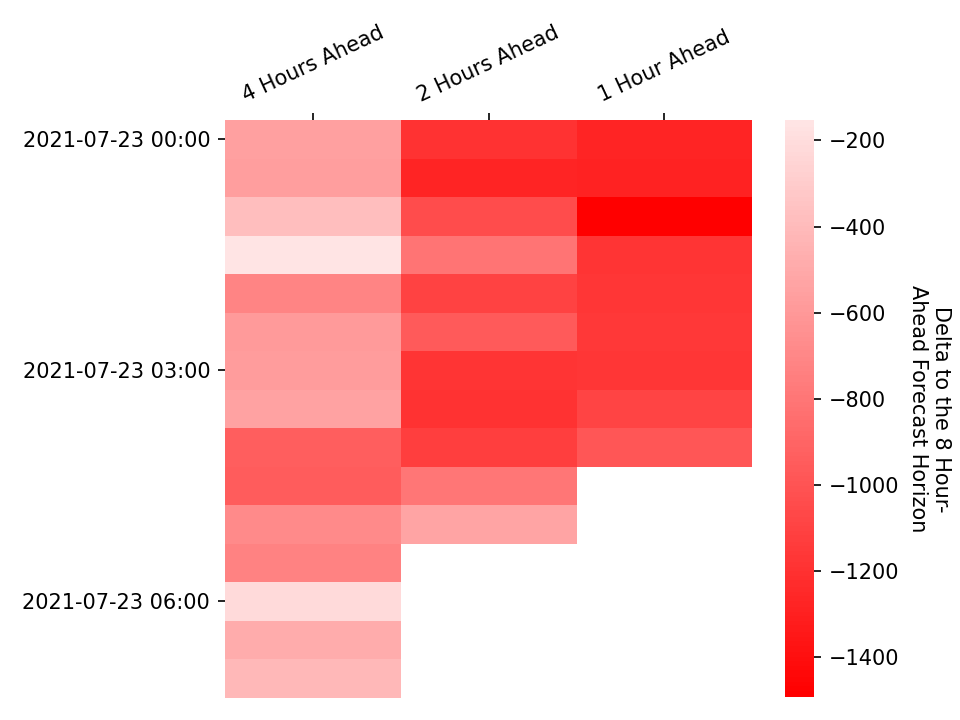 4 Hours Ahead
2 Hours Ahead
1 Hour Ahead
2021-07-23 00:00
2021-07-23 03:00
2021-07-23 06:00
−200
−400
−600
−800
−1000
−1200
−1400
Delta to the 8 Hour-
Ahead Forecast Horizon